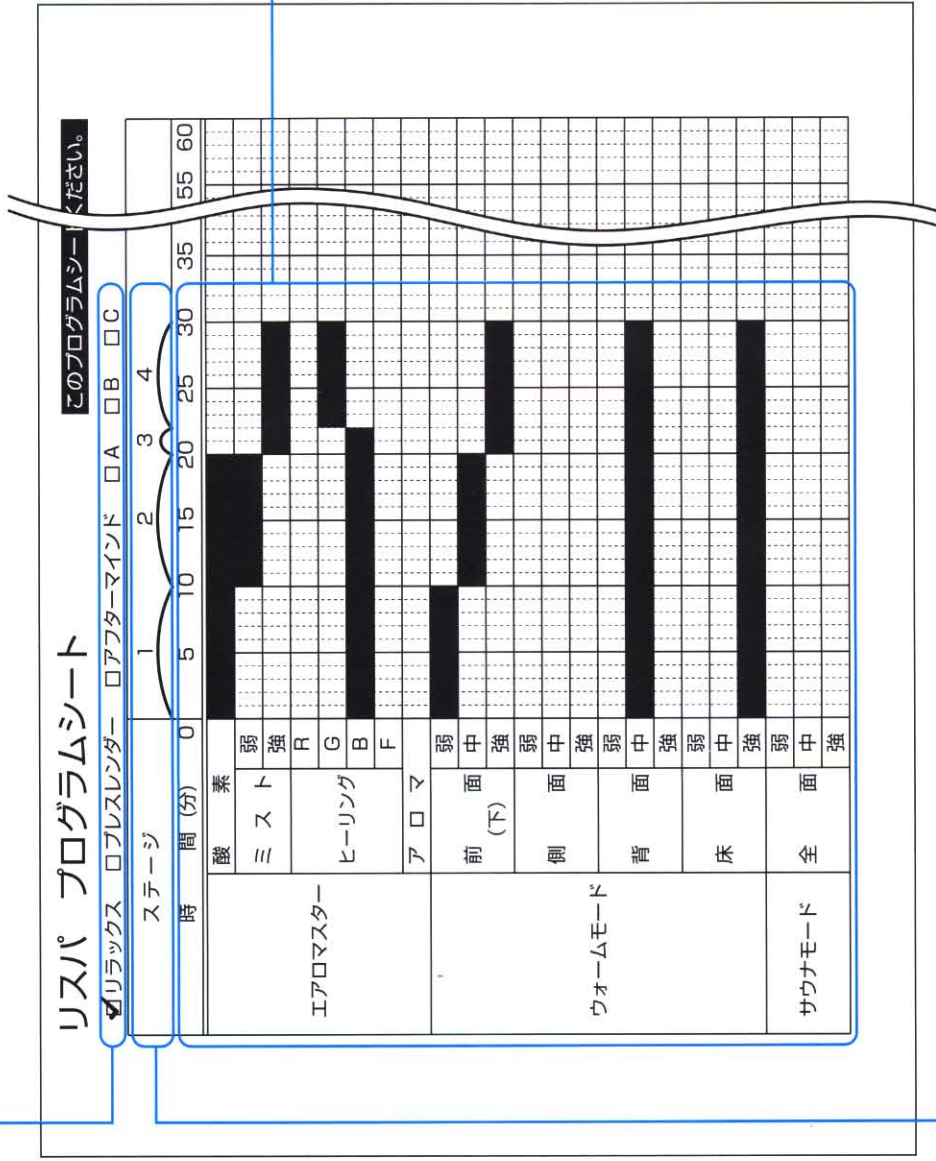 リスパ プログラムシート
このプログラムシー ください。
リラックス □プレスレンダー □アフターマインド □A □B □C
ステージ 1 2 3 4
時間(分) 0 5 10 15 20 25 30 35 55 60
エアロマスター
酸素
ミスト 弱
強
ヒーリング R
G
B
F
アロマ
ウォームモード
前面(下) 弱
中
強
側面 弱
中
強
背面 弱
中
強
床面 弱
中
強
サウナモード
全面 弱
中
強